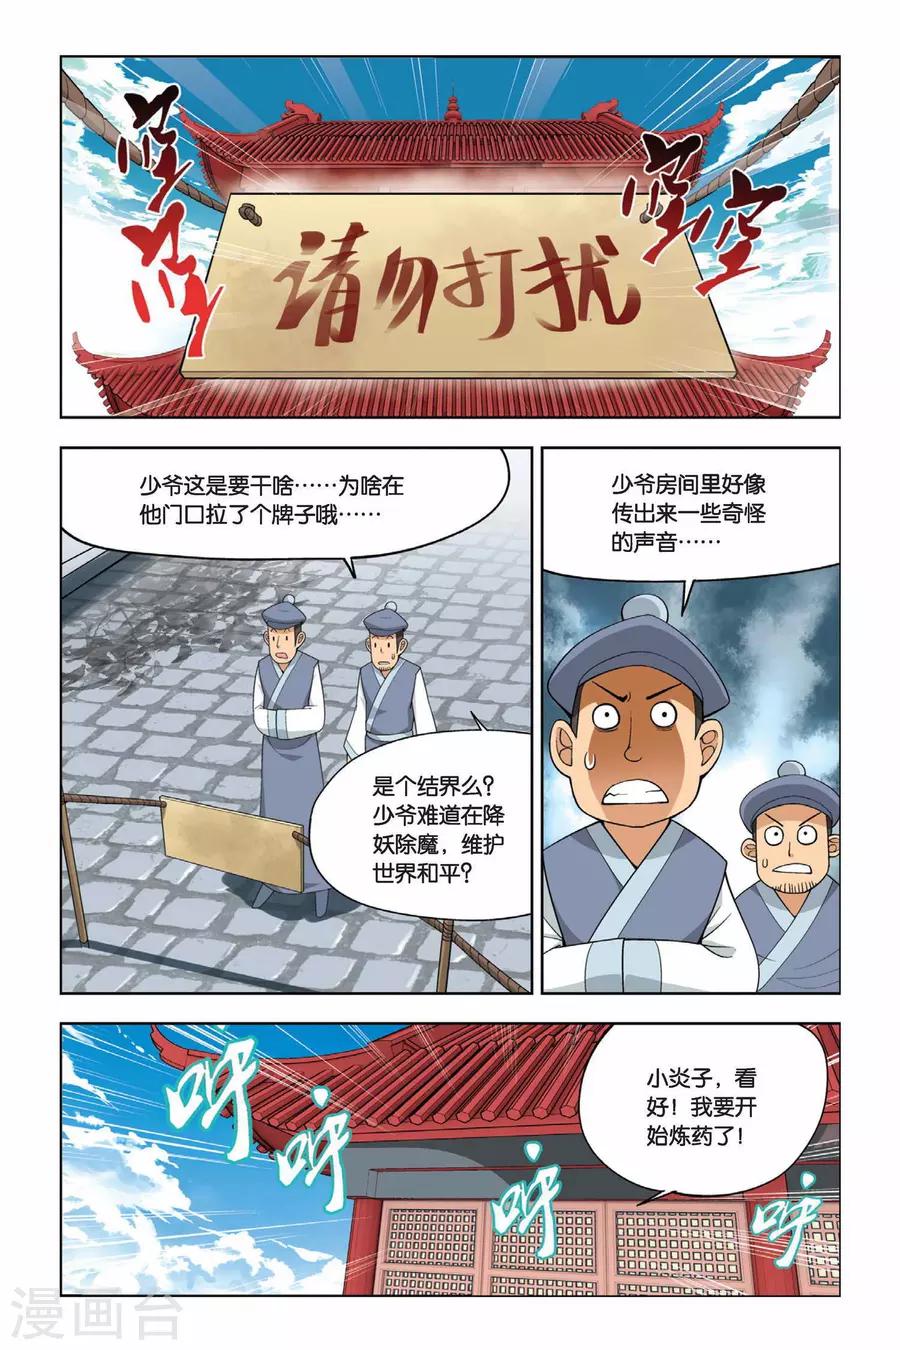 请勿打扰
空
少爷这是要干啥……为啥在
他门口拉了个牌子哦……
是个结界么？
少爷难道在降
妖除魔，维护
世界和平？
少爷房间里好像
传出来一些奇怪
的声音……
呼
呼
呼
呼
小炎子，看
好！我要开
始炼药了！
漫画台